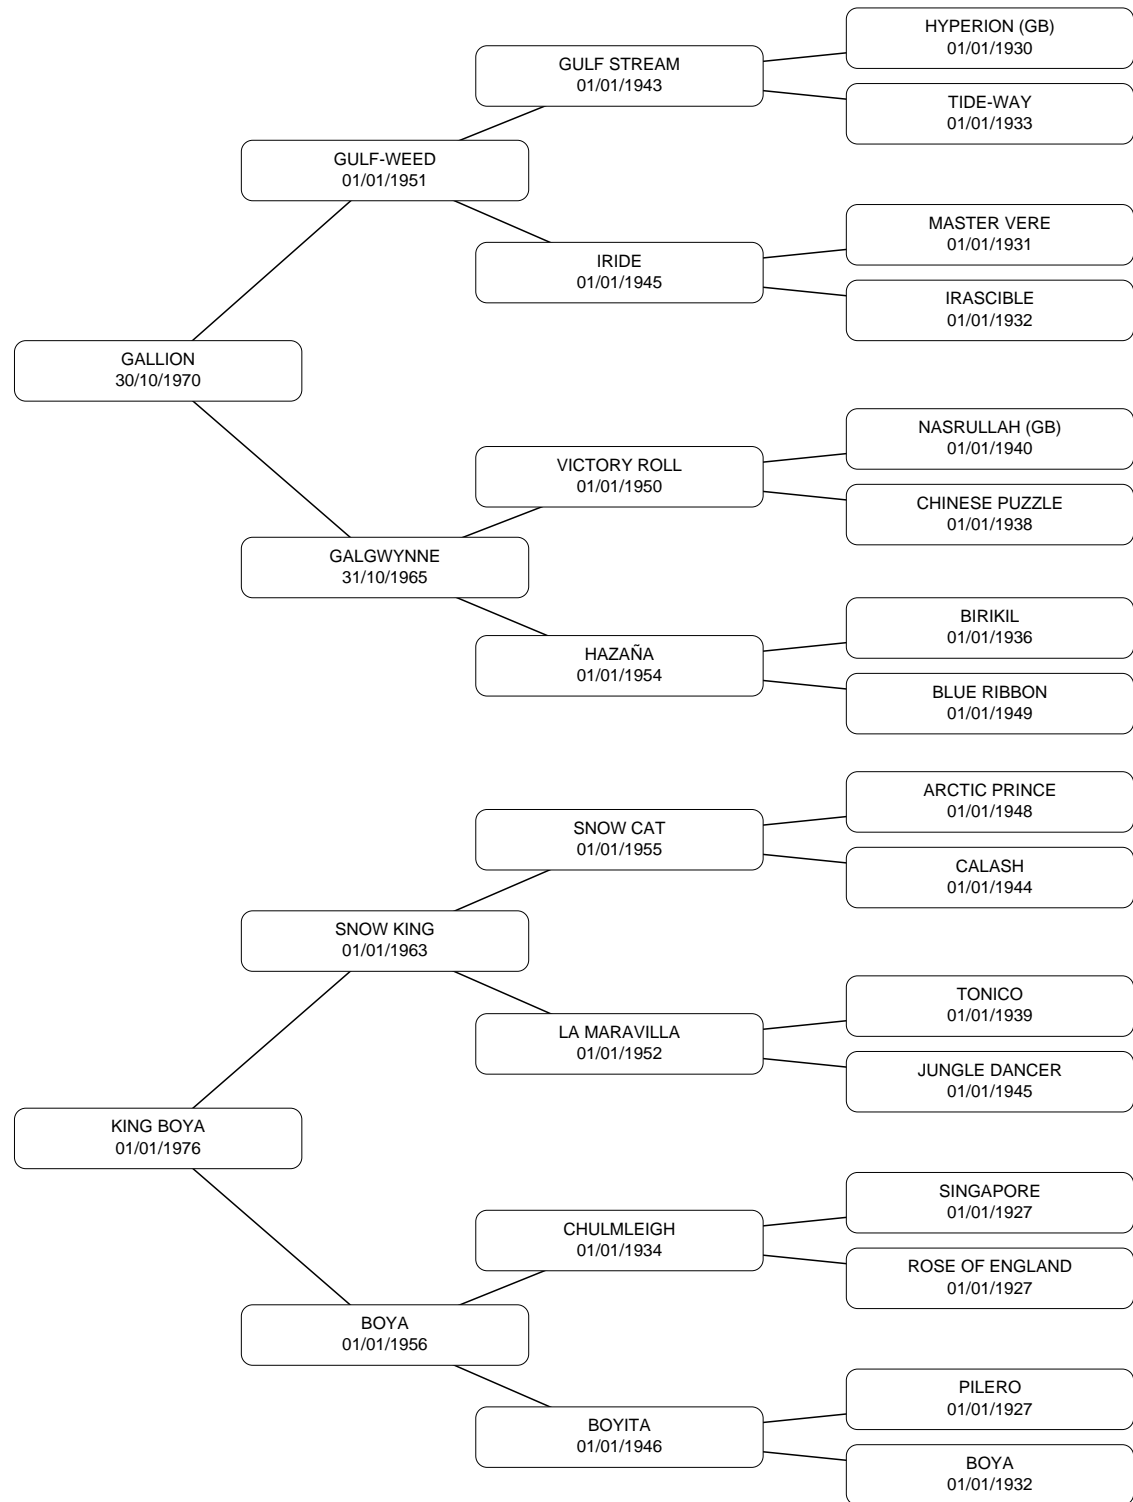 HYPERION (GB)
01/01/1930
GULF STREAM
01/01/1943
TIDE-WAY
01/01/1933
GULF-WEED
01/01/1951
MASTER VERE
01/01/1931
IRIDE
01/01/1945
IRASCIBLE
01/01/1932
GALLION
30/10/1970
NASRULLAH (GB)
01/01/1940
VICTORY ROLL
01/01/1950
CHINESE PUZZLE
01/01/1938
GALGWYNNE
31/10/1965
BIRIKIL
01/01/1936
HAZAÑA
01/01/1954
BLUE RIBBON
01/01/1949
ARCTIC PRINCE
01/01/1948
SNOW CAT
01/01/1955
CALASH
01/01/1944
SNOW KING
01/01/1963
TONICO
01/01/1939
LA MARAVILLA
01/01/1952
JUNGLE DANCER
01/01/1945
KING BOYA
01/01/1976
SINGAPORE
01/01/1927
CHULMLEIGH
01/01/1934
ROSE OF ENGLAND
01/01/1927
BOYA
01/01/1956
PILERO
01/01/1927
BOYITA
01/01/1946
BOYA
01/01/1932